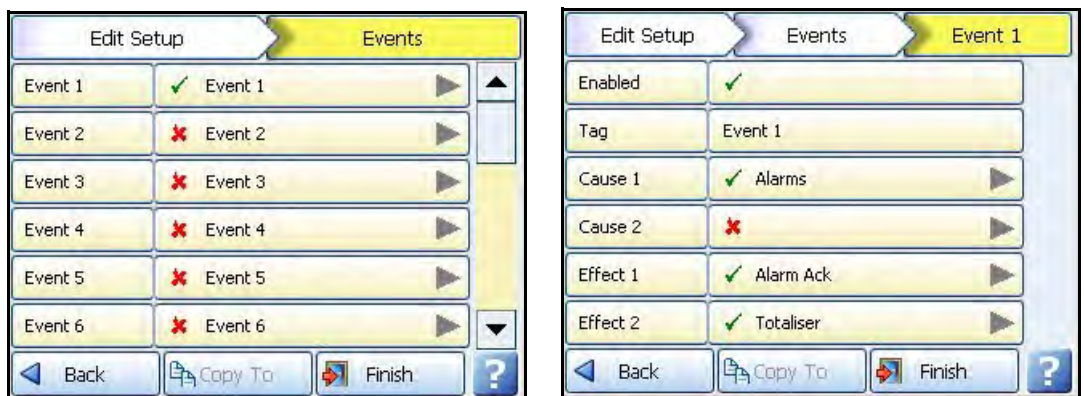 Edit Setup Events
Event 1 Event 1
Event 2 Event 2
Event 3 Event 3
Event 4 Event 4
Event 5 Event 5
Event 6 Event 6
Back Copy To Finish ?
Edit Setup Events Event 1
Enabled
Tag Event 1
Cause 1 Alarms
Cause 2
Effect 1 Alarm Ack
Effect 2 Totaliser
Back Copy To Finish ?